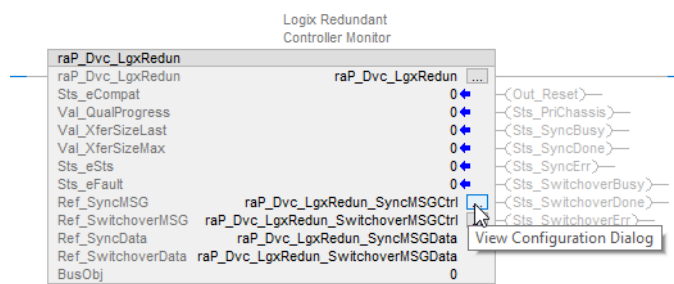 Logix Redundant
Controller Monitor
raP_Dvc_LgxRedun
raP_Dvc_LgxRedun raP_Dvc_LgxRedun ...
Sts_eCompat 0 (Out_Reset)
Val_QualProgress 0 (Sts_PriChassis)
Val_XferSizeLast 0 (Sts_SyncBusy)
Val_XferSizeMax 0 (Sts_SyncDone)
Sts_eSts 0 (Sts_SyncErr)
Sts_eFault 0 (Sts_SwitchoverBusy)
Ref_SyncMSG raP_Dvc_LgxRedun_SyncMSGCtrl ... (Sts_SwitchoverDone)
Ref_SwitchoverMSG raP_Dvc_LgxRedun_SwitchoverMSGCtrl (Sts_SwitchoverErr)
Ref_SyncData raP_Dvc_LgxRedun_SyncMSGData View Configuration Dialog
Ref_SwitchoverData raP_Dvc_LgxRedun_SwitchoverMSGData
BusObj 0